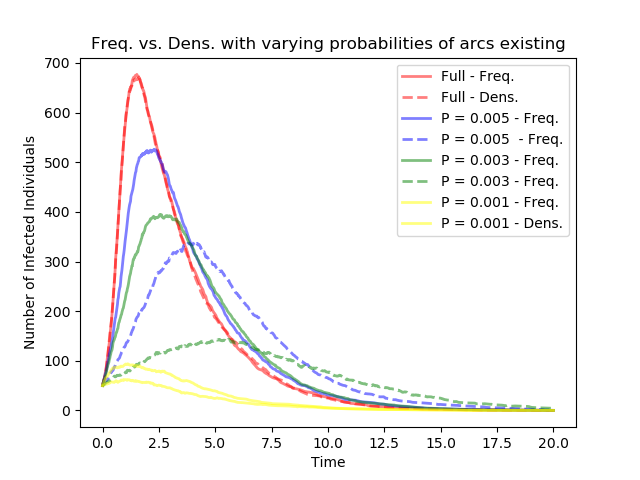 Freq. vs. Dens. with varying probabilities of arcs existing
Number of Infected Individuals
700
600
500
400
300
200
100
0
Full - Freq.
Full - Dens.
P = 0.005 - Freq.
P = 0.005  - Freq.
P = 0.003 - Freq.
P = 0.003 - Freq.
P = 0.001 - Freq.
P = 0.001 - Dens.
0.0 2.5 5.0 7.5 10.0 12.5 15.0 17.5 20.0
Time